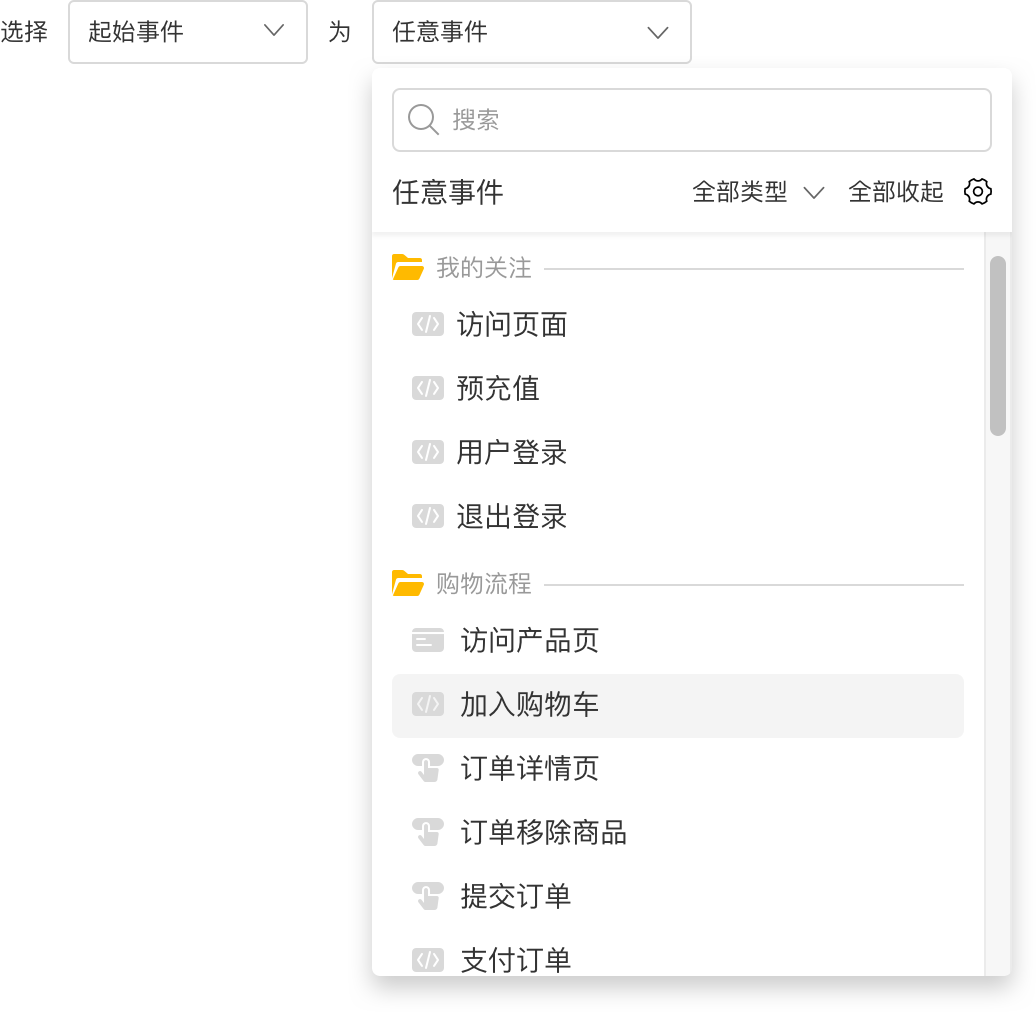 选择 起始事件 为 任意事件
搜索
任意事件 全部类型 全部收起
我的关注
访问页面
预充值
用户登录
退出登录
购物流程
访问产品页
加入购物车
订单详情页
订单移除商品
提交订单
支付订单